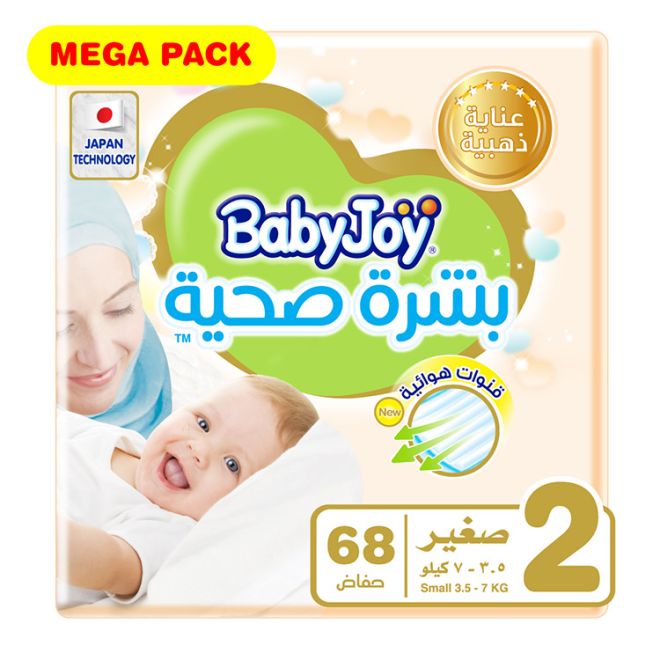 MEGA PACK
JAPAN
TECHNOLOGY
عناية
ذهبية
BabyJoy®
بشرة صحية™
قنوات هوائية
New
68
حفاض
صغير
٣.٥ - ٧ كيلو
Small 3.5 - 7 KG
2